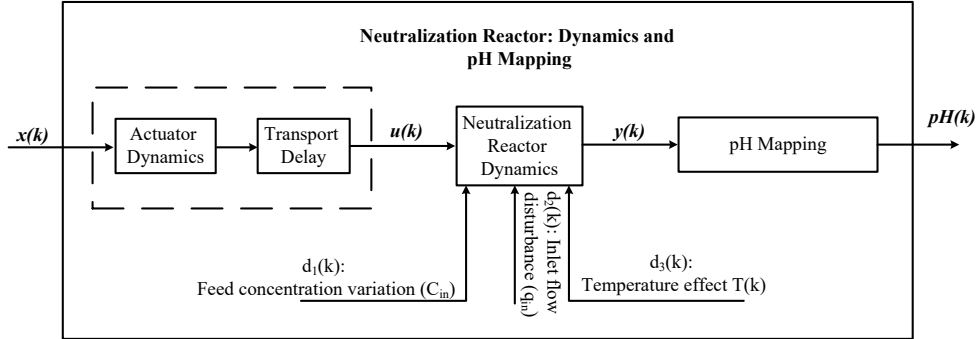 Neutralization Reactor: Dynamics and
pH Mapping
x(k)
Actuator
Dynamics
Transport
Delay
u(k)
Neutralization
Reactor
Dynamics
y(k)
pH Mapping
pH(k)
d₁(k):
Feed concentration variation (Cᵢₙ)
d₂(k): Inlet flow
disturbance (qᵢₙ)
d₃(k):
Temperature effect T(k)